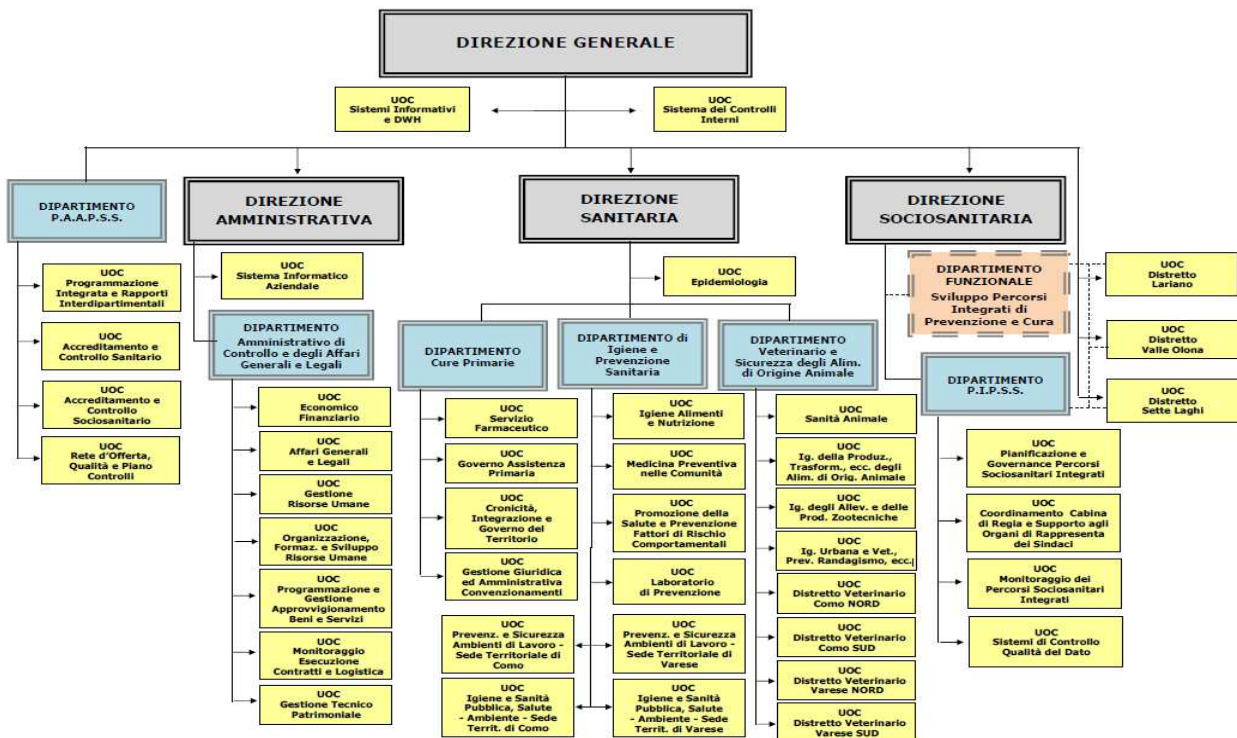 DIREZIONE GENERALE
UOC
Sistemi Informativi
e DWH
UOC
Sistema dei Controlli
Interni
DIPARTIMENTO
P.A.A.P.S.S.
DIREZIONE
AMMINISTRATIVA
DIREZIONE
SANITARIA
DIREZIONE
SOCIOSANITARIA
UOC
Programmazione
Integrata e Rapporti
Interdipartimentali
UOC
Accreditamento
e Controllo Sanitario
UOC
Accreditamento e
Controllo
Sociosanitario
UOC
Rete d'Offerta,
Qualità e Piano
Controlli
UOC
Sistema Informatico
Aziendale
DIPARTIMENTO
Amministrativo di
Controllo e degli Affari
Generali e Legali
UOC
Economico
Finanziario
UOC
Affari Generali
e Legali
UOC
Gestione
Risorse Umane
UOC
Organizzazione,
Formaz. e Sviluppo
Risorse Umane
UOC
Programmazione e
Gestione
Approvvigionamento
Beni e Servizi
UOC
Monitoraggio
Esecuzione
Contratti e Logistica
UOC
Gestione Tecnico
Patrimoniale
UOC
Epidemiologia
DIPARTIMENTO
Cure Primarie
UOC
Servizio
Farmaceutico
UOC
Governo Assistenza
Primaria
UOC
Cronicità,
Integrazione e
Governo del
Territorio
UOC
Gestione Giuridica
ed Amministrativa
Convenzionamenti
UOC
Prevenz. e Sicurezza
Ambienti di Lavoro -
Sede Territoriale di
Como
UOC
Igiene e Sanità
Pubblica, Salute
- Ambiente - Sede
Territ. di Como
DIPARTIMENTO di
Igiene e
Prevenzione
Sanitaria
UOC
Igiene Alimenti
e Nutrizione
UOC
Medicina Preventiva
nelle Comunità
UOC
Promozione della
Salute e Prevenzione
Fattori di Rischio
Comportamentali
UOC
Laboratorio
di Prevenzione
UOC
Prevenz. e Sicurezza
Ambienti di Lavoro -
Sede Territoriale di
Varese
UOC
Igiene e Sanità
Pubblica, Salute
- Ambiente - Sede
Territ. di Varese
DIPARTIMENTO
Veterinario e
Sicurezza degli Alim.
di Origine Animale
UOC
Sanità Animale
UOC
Ig. della Produz.,
Trasform., ecc. degli
Alim. di Orig. Animale
UOC
Ig. degli Allev. e delle
Prod. Zootecniche
UOC
Ig. Urbana e Vet.,
Prev. Randagismo, ecc.
UOC
Distretto Veterinario
Como NORD
UOC
Distretto Veterinario
Como SUD
UOC
Distretto Veterinario
Varese NORD
UOC
Distretto Veterinario
Varese SUD
DIPARTIMENTO
FUNZIONALE
Sviluppo Percorsi
Integrati di
Prevenzione e Cura
DIPARTIMENTO
P.I.P.S.S.
UOC
Pianificazione e
Governance Percorsi
Sociosanitari Integrati
UOC
Coordinamento Cabina
di Regia e Supporto agli
Organi di Rappresenta
dei Sindaci
UOC
Monitoraggio dei
Percorsi Sociosanitari
Integrati
UOC
Sistemi di Controllo
Qualità del Dato
UOC
Distretto
Lariano
UOC
Distretto
Valle Olona
UOC
Distretto
Sette Laghi